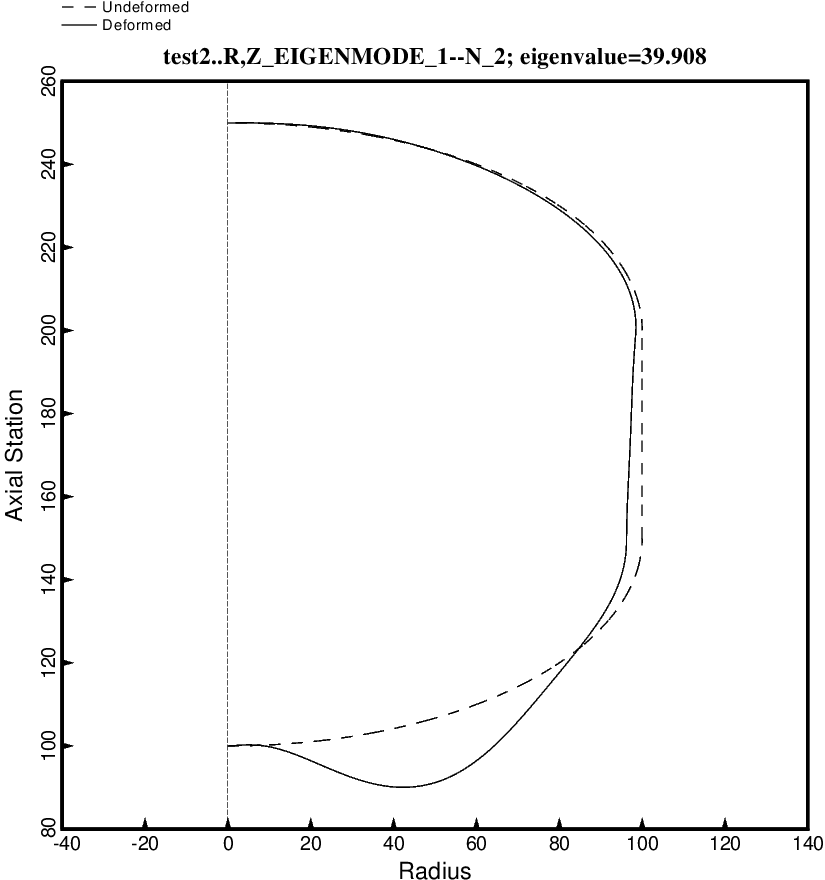 Undeformed
Deformed
test2..R,Z_EIGENMODE_1--N_2; eigenvalue=39.908
260
240
220
200
180
160
140
120
100
80
Axial Station
-40 -20 0 20 40 60 80 100 120 140
Radius